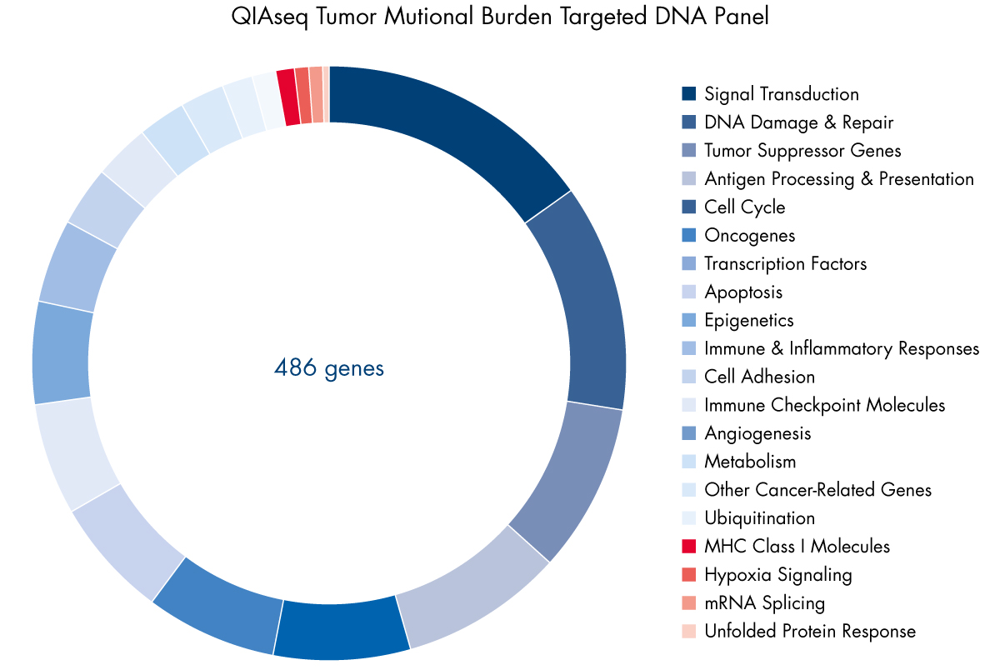 QIAseq Tumor Mutional Burden Targeted DNA Panel
486 genes
Signal Transduction
DNA Damage & Repair
Tumor Suppressor Genes
Antigen Processing & Presentation
Cell Cycle
Oncogenes
Transcription Factors
Apoptosis
Epigenetics
Immune & Inflammatory Responses
Cell Adhesion
Immune Checkpoint Molecules
Angiogenesis
Metabolism
Other Cancer-Related Genes
Ubiquitination
MHC Class I Molecules
Hypoxia Signaling
mRNA Splicing
Unfolded Protein Response